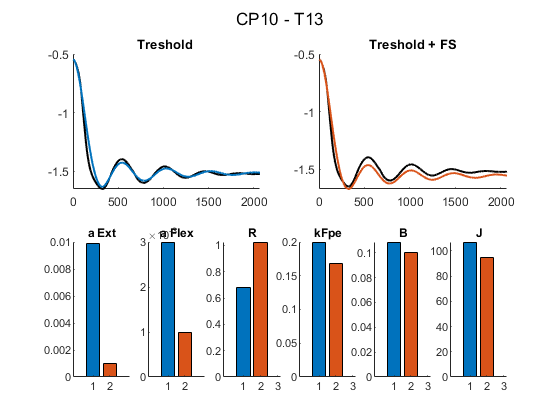 CP10 - T13
Treshold
Treshold + FS
-0.5
-1
-1.5
0 500 1000 1500 2000
-0.5
-1
-1.5
0 500 1000 1500 2000
a Ext
0.01
0.008
0.006
0.004
0.002
0
1 2
a Flex
3
2
1
0
1 2
R
1
0.8
0.6
0.4
0.2
0
1 2 3
kFpe
0.2
0.15
0.1
0.05
0
1 2 3
B
0.1
0.08
0.06
0.04
0.02
0
1 2 3
J
100
80
60
40
20
0
1 2 3